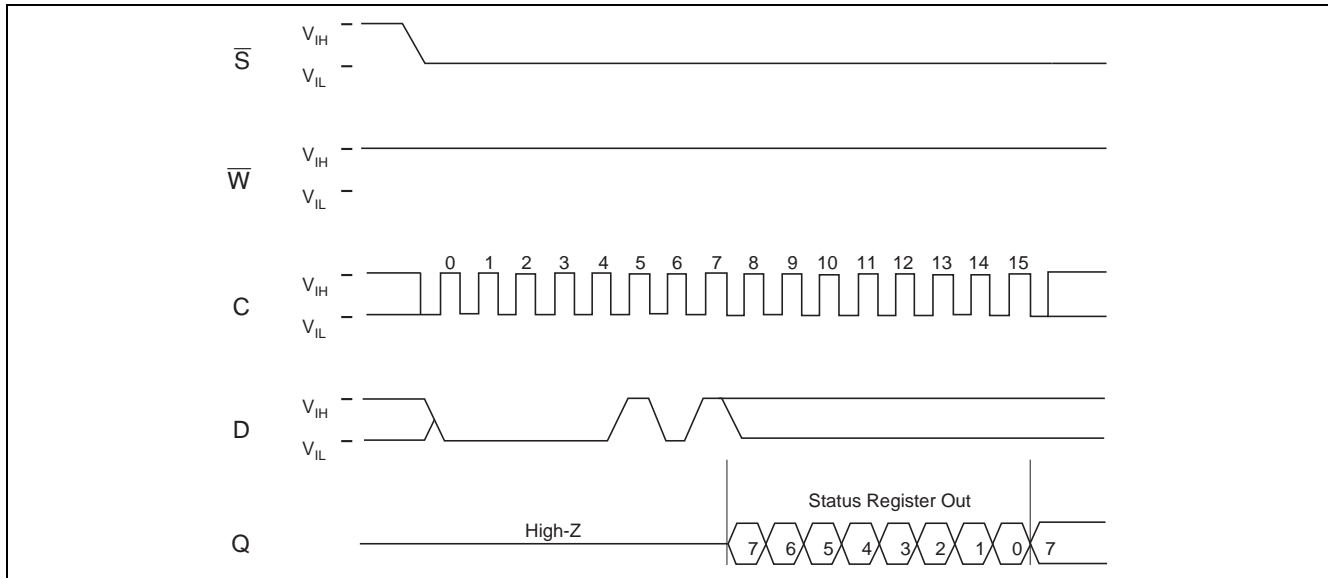 S̅
V_IH
V_IL
W̅
V_IH
V_IL
C
V_IH
V_IL
0 1 2 3 4 5 6 7 8 9 10 11 12 13 14 15
D
V_IH
V_IL
Q
High-Z
Status Register Out
7 6 5 4 3 2 1 0 7